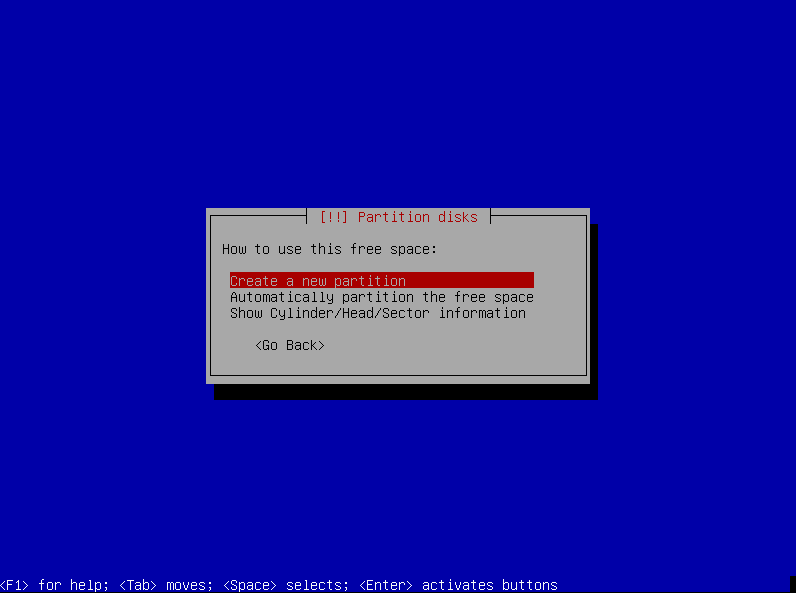 [!!] Partition disks
How to use this free space:
Create a new partition
Automatically partition the free space
Show Cylinder/Head/Sector information
<Go Back>
<F1> for help; <Tab> moves; <Space> selects; <Enter> activates buttons